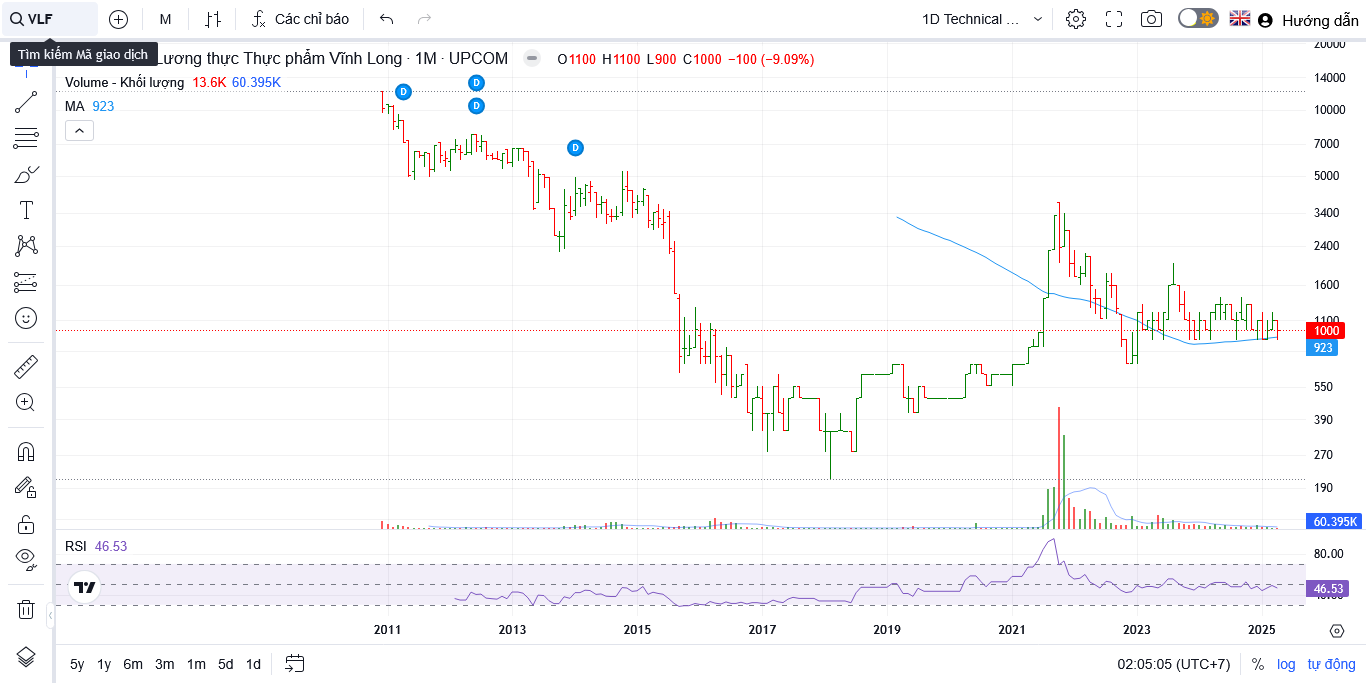 VLF
M
Các chỉ báo
1D Technical ...
Hướng dẫn
Tìm kiếm Mã giao dịch
Lương thực Thực phẩm Vĩnh Long · 1M · UPCOM
O1100 H1100 L900 C1000 −100 (−9.09%)
Volume - Khối lượng 13.6K 60.395K
MA 923
D
D
D
D
20000
14000
10000
7000
5000
3400
2400
1600
1100
1000
923
550
390
270
190
60.395K
RSI 46.53
80.00
46.53
2011 2013 2015 2017 2019 2021 2023 2025
5y 1y 6m 3m 1m 5d 1d
02:05:05 (UTC+7) % log tự động